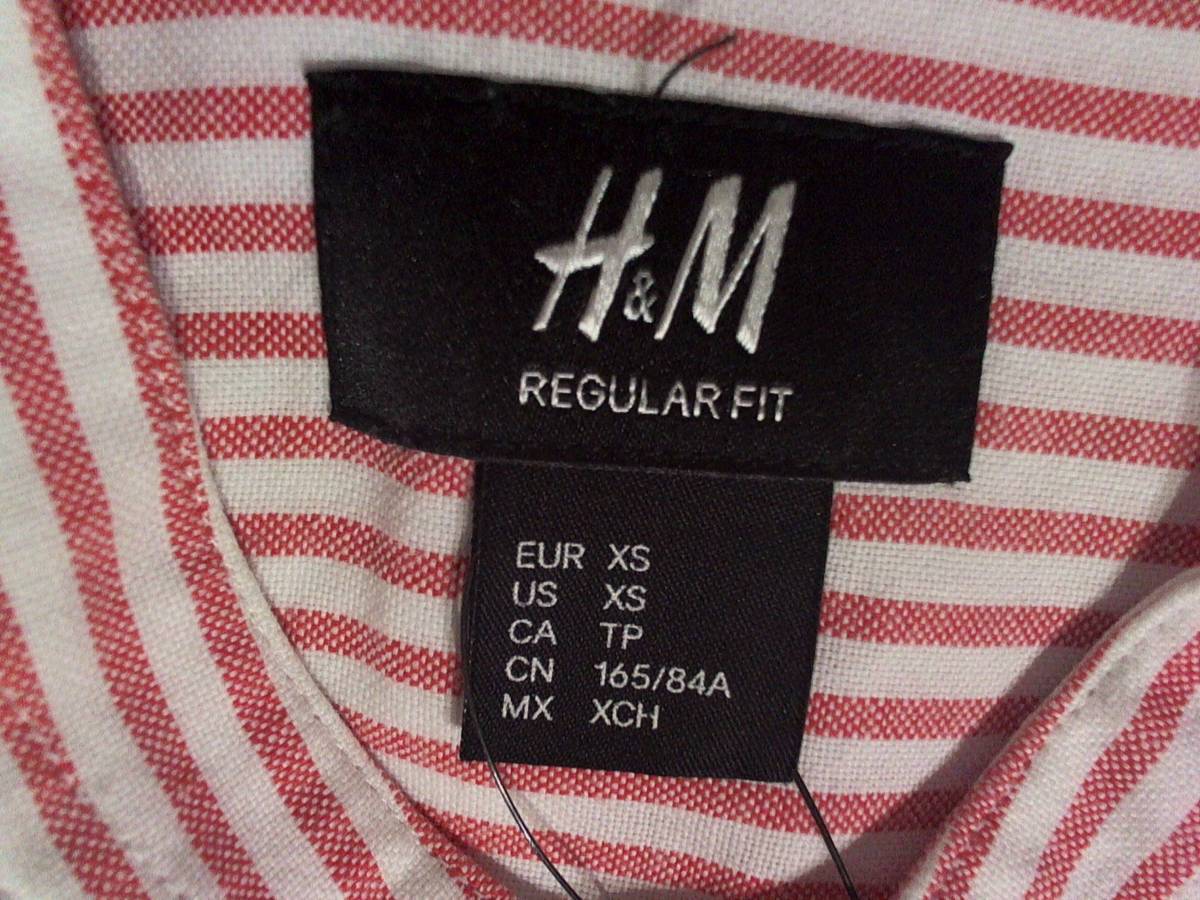 H&M
REGULAR FIT
EUR XS
US XS
CA TP
CN 165/84A
MX XCH